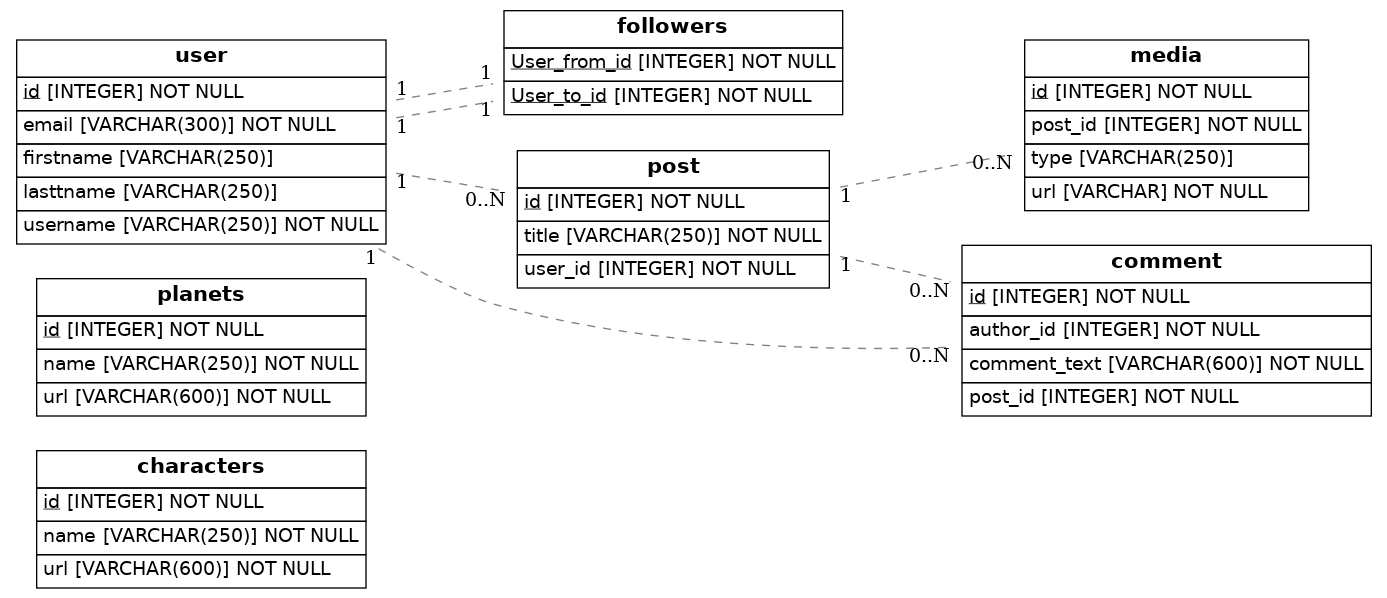 user
id [INTEGER] NOT NULL
email [VARCHAR(300)] NOT NULL
firstname [VARCHAR(250)]
lasttname [VARCHAR(250)]
username [VARCHAR(250)] NOT NULL
1
1
1
1
followers
User_from_id [INTEGER] NOT NULL
User_to_id [INTEGER] NOT NULL
1
1
post
id [INTEGER] NOT NULL
title [VARCHAR(250)] NOT NULL
user_id [INTEGER] NOT NULL
0..N
1
1
media
id [INTEGER] NOT NULL
post_id [INTEGER] NOT NULL
type [VARCHAR(250)]
url [VARCHAR] NOT NULL
0..N
comment
id [INTEGER] NOT NULL
author_id [INTEGER] NOT NULL
comment_text [VARCHAR(600)] NOT NULL
post_id [INTEGER] NOT NULL
0..N
0..N
planets
id [INTEGER] NOT NULL
name [VARCHAR(250)] NOT NULL
url [VARCHAR(600)] NOT NULL
characters
id [INTEGER] NOT NULL
name [VARCHAR(250)] NOT NULL
url [VARCHAR(600)] NOT NULL